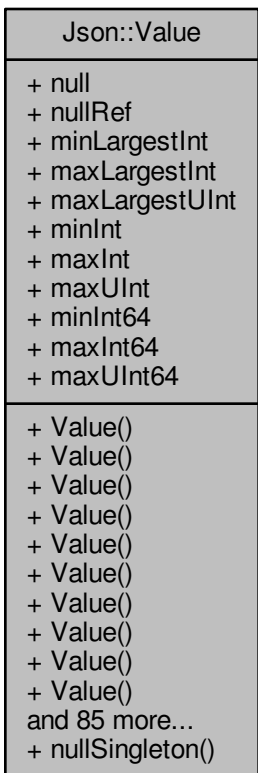 Json::Value
+ null
+ nullRef
+ minLargestInt
+ maxLargestInt
+ maxLargestUInt
+ minInt
+ maxInt
+ maxUInt
+ minInt64
+ maxInt64
+ maxUInt64
+ Value()
+ Value()
+ Value()
+ Value()
+ Value()
+ Value()
+ Value()
+ Value()
+ Value()
+ Value()
and 85 more...
+ nullSingleton()